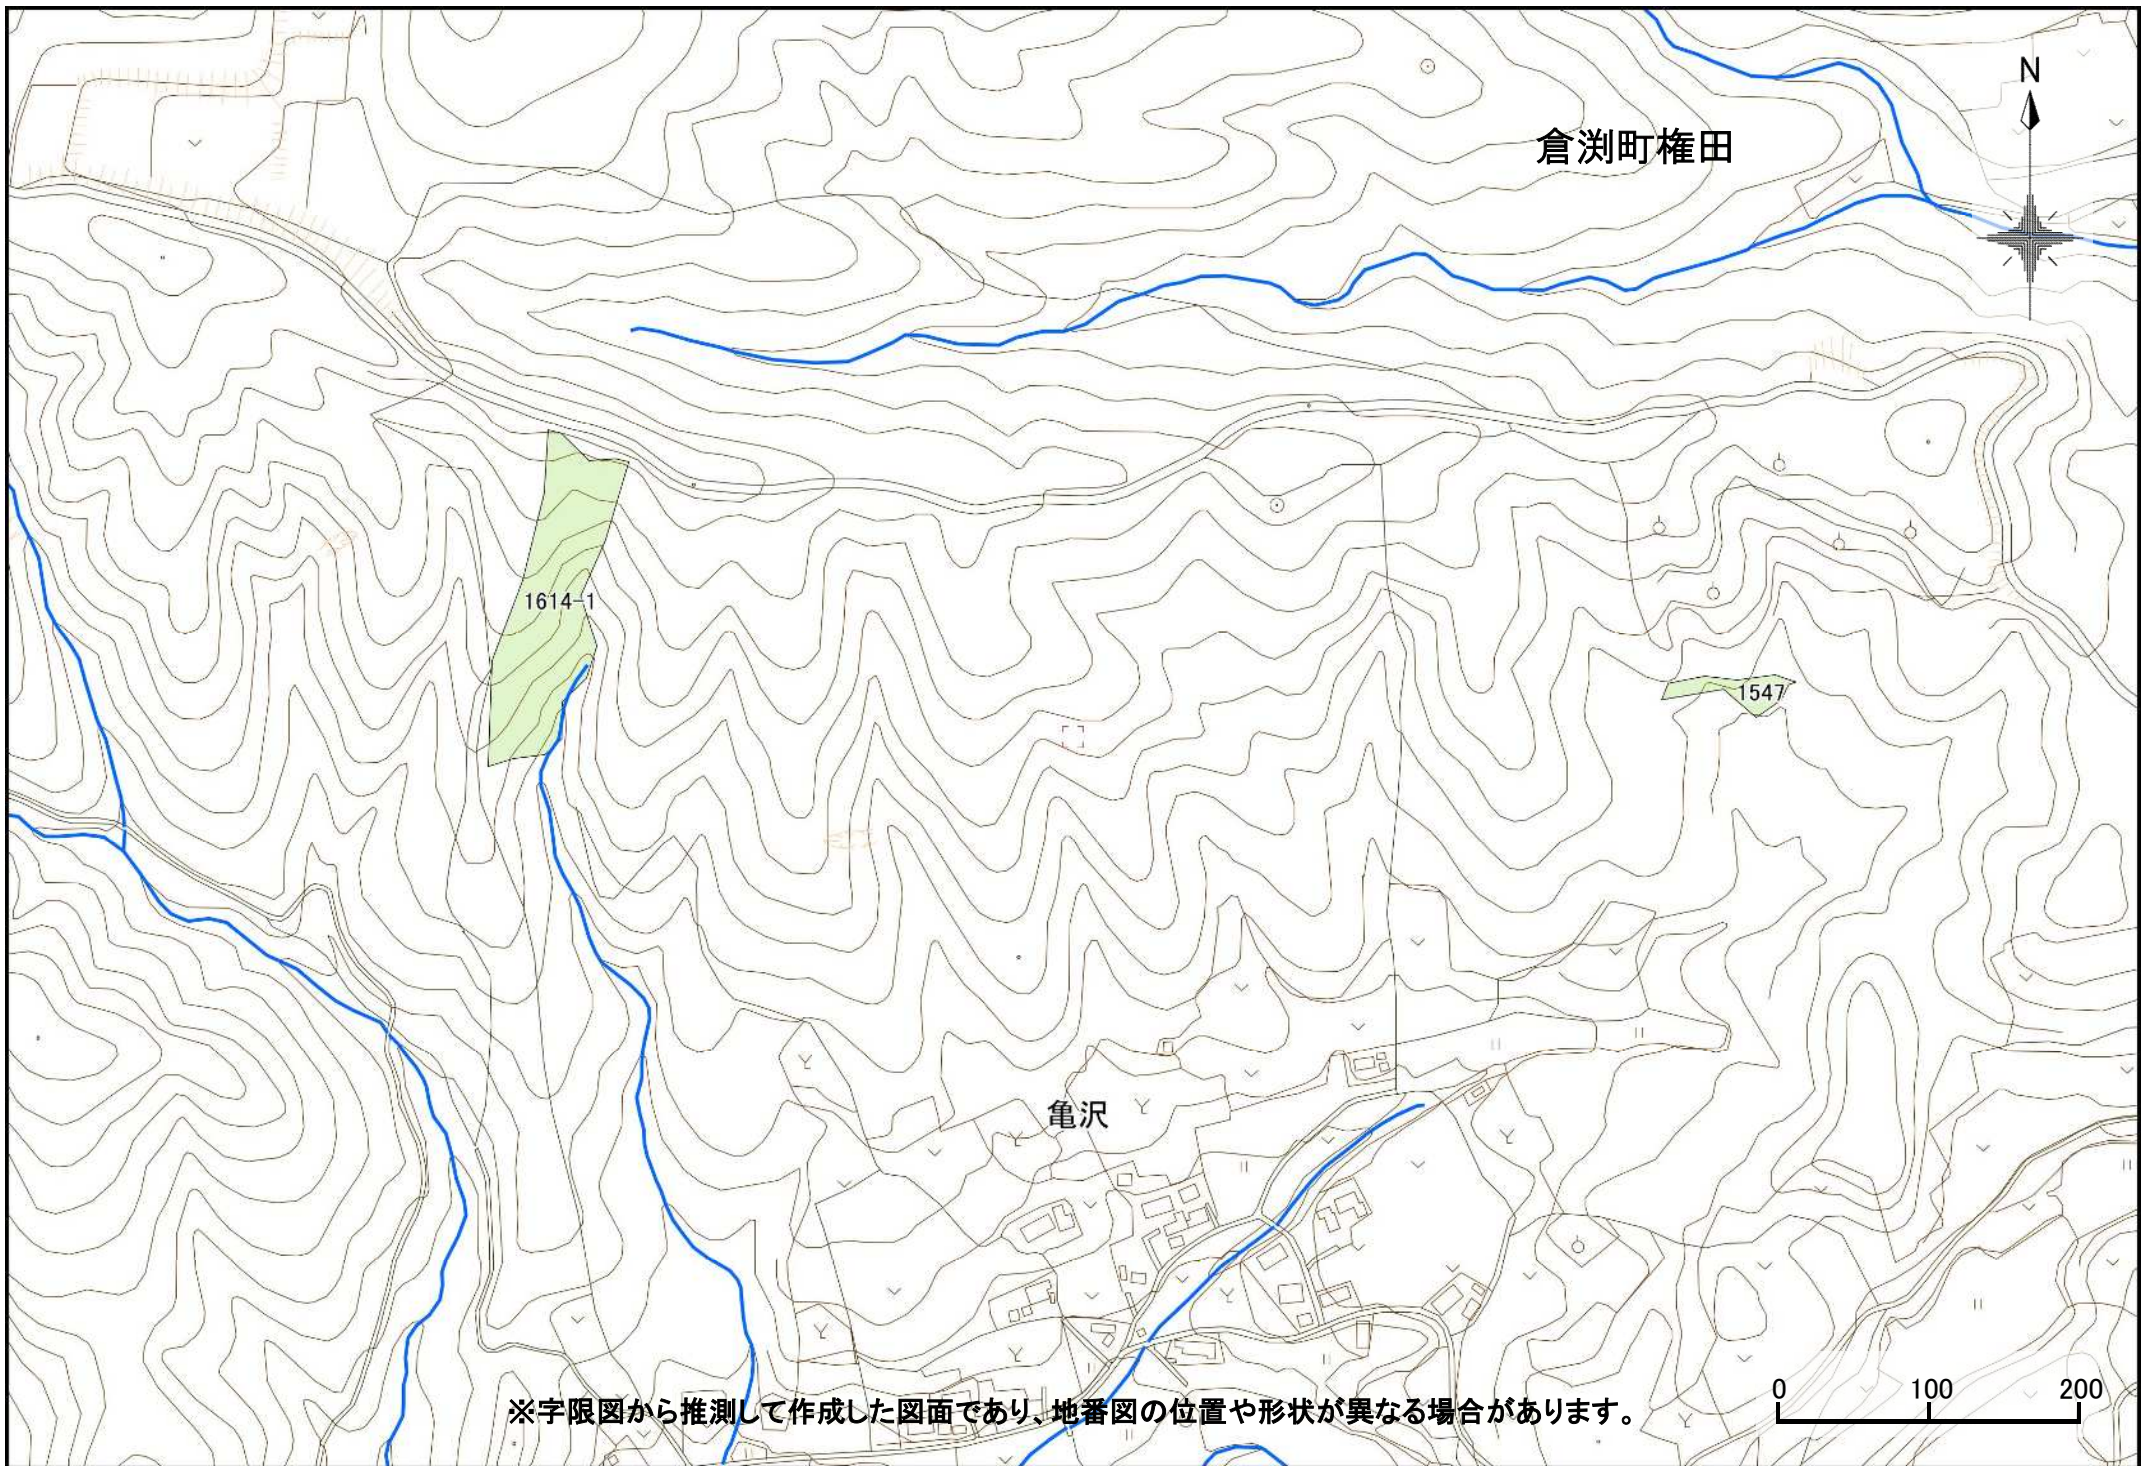 N
倉渕町権田
1614-1
1547
亀沢
0 100 200
※字限図から推測して作成した図面であり、地番図の位置や形状が異なる場合があります。